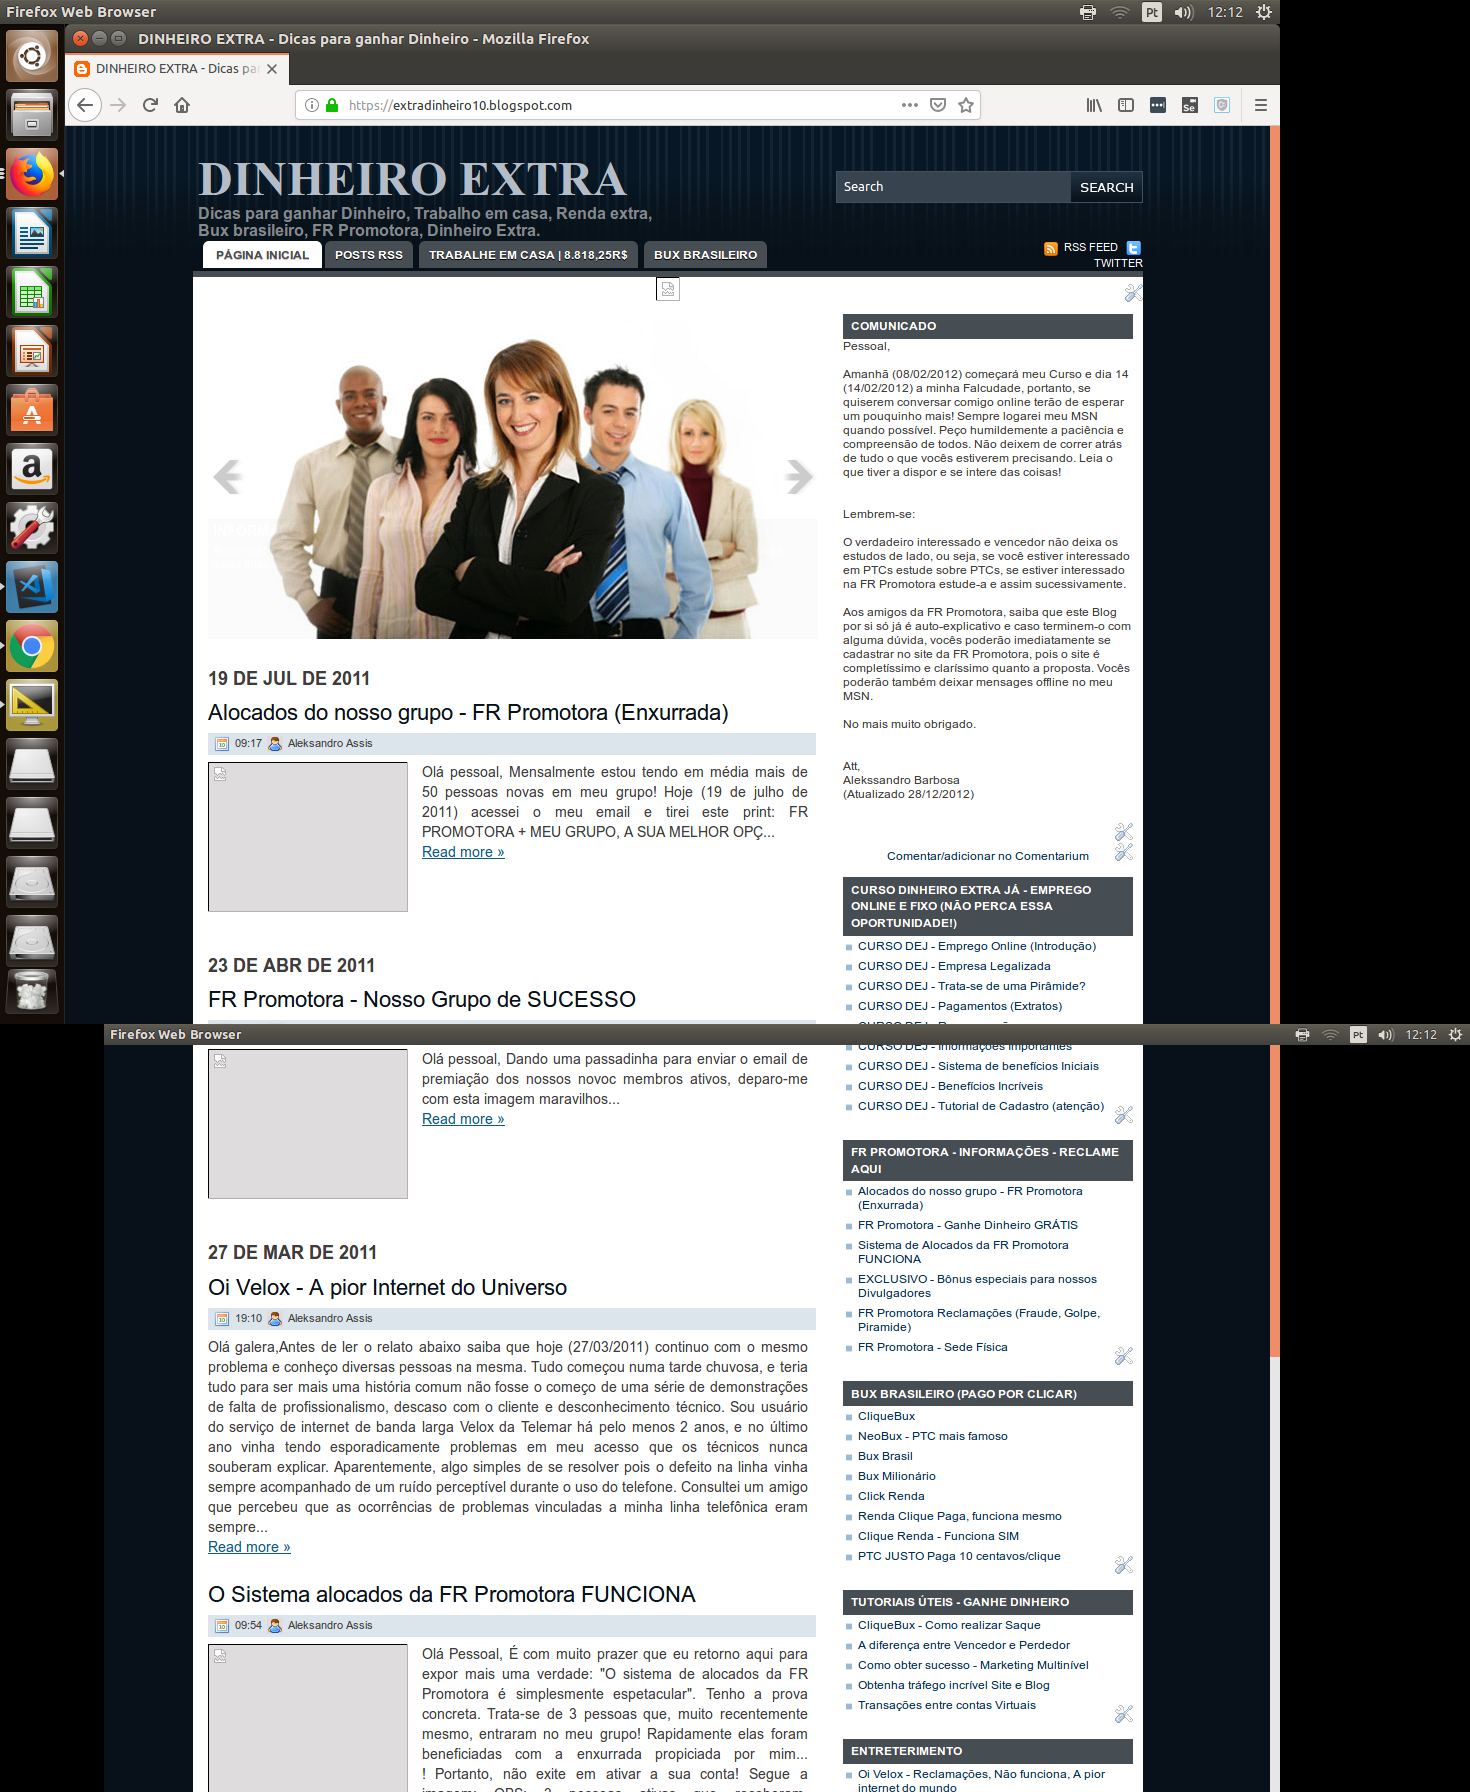 Firefox Web Browser
Pt
12:12
DINHEIRO EXTRA - Dicas para ganhar Dinheiro - Mozilla Firefox
DINHEIRO EXTRA - Dicas pa
https://extradinheiro10.blogspot.com
DINHEIRO EXTRA
Dicas para ganhar Dinheiro, Trabalho em casa, Renda extra,
Bux brasileiro, FR Promotora, Dinheiro Extra.
Search
SEARCH
PÁGINA INICIAL
POSTS RSS
TRABALHE EM CASA | 8.818,25R$
BUX BRASILEIRO
RSS FEED
TWITTER
19 DE JUL DE 2011
Alocados do nosso grupo - FR Promotora (Enxurrada)
09:17 Aleksandro Assis
Olá pessoal, Mensalmente estou tendo em média mais de
50 pessoas novas em meu grupo! Hoje (19 de julho de
2011) acessei o meu email e tirei este print: FR
PROMOTORA + MEU GRUPO, A SUA MELHOR OPÇ...
Read more »
23 DE ABR DE 2011
FR Promotora - Nosso Grupo de SUCESSO
COMUNICADO
Pessoal,
Amanhã (08/02/2012) começará meu Curso e dia 14
(14/02/2012) a minha Falcudade, portanto, se
quiserem conversar comigo online terão de esperar
um pouquinho mais! Sempre logarei meu MSN
quando possível. Peço humildemente a paciência e
compreensão de todos. Não deixem de correr atrás
de tudo o que vocês estiverem precisando. Leia o
que tiver a dispor e se intere das coisas!
Lembrem-se:
O verdadeiro interessado e vencedor não deixa os
estudos de lado, ou seja, se você estiver interessado
em PTCs estude sobre PTCs, se estiver interessado
na FR Promotora estude-a e assim sucessivamente.
Aos amigos da FR Promotora, saiba que este Blog
por si só já é auto-explicativo e caso terminem-o com
alguma dúvida, vocês poderão imediatamente se
cadastrar no site da FR Promotora, pois o site é
completíssimo e claríssimo quanto a proposta. Vocês
poderão também deixar mensages offline no meu
MSN.
No mais muito obrigado.
Att,
Alekssandro Barbosa
(Atualizado 28/12/2012)
Comentar/adicionar no Comentarium
CURSO DINHEIRO EXTRA JÁ - EMPREGO
ONLINE E FIXO (NÃO PERCA ESSA
OPORTUNIDADE!)
CURSO DEJ - Emprego Online (Introdução)
CURSO DEJ - Empresa Legalizada
CURSO DEJ - Trata-se de uma Pirâmide?
CURSO DEJ - Pagamentos (Extratos)
Firefox Web Browser
Pt
12:12
Olá pessoal, Dando uma passadinha para enviar o email de
premiação dos nossos novoc membros ativos, deparo-me
com esta imagem maravilhos...
Read more »
27 DE MAR DE 2011
Oi Velox - A pior Internet do Universo
19:10 Aleksandro Assis
Olá galera,Antes de ler o relato abaixo saiba que hoje (27/03/2011) continuo com o mesmo
problema e conheço diversas pessoas na mesma. Tudo começou numa tarde chuvosa, e teria
tudo para ser mais uma história comum não fosse o começo de uma série de demonstrações
de falta de profissionalismo, descaso com o cliente e desconhecimento técnico. Sou usuário
do serviço de internet de banda larga Velox da Telemar há pelo menos 2 anos, e no último
ano vinha tendo esporadicamente problemas em meu acesso que os técnicos nunca
souberam explicar. Aparentemente, algo simples de se resolver pois o defeito na linha vinha
sempre acompanhado de um ruído perceptível durante o uso do telefone. Consultei um amigo
que percebeu que as ocorrências de problemas vinculadas a minha linha telefônica eram
sempre...
Read more »
O Sistema alocados da FR Promotora FUNCIONA
09:54 Aleksandro Assis
Olá Pessoal, É com muito prazer que eu retorno aqui para
expor mais uma verdade: "O sistema de alocados da FR
Promotora é simplesmente espetacular". Tenho a prova
concreta. Trata-se de 3 pessoas que, muito recentemente
mesmo, entraram no meu grupo! Rapidamente elas foram
beneficiadas com a enxurrada propiciada por mim...
! Portanto, não exite em ativar a sua conta! Segue a
imagem: OBS: 3 pessoas ativas que receberam
CURSO DEJ - Informações Importantes
CURSO DEJ - Sistema de benefícios Iniciais
CURSO DEJ - Benefícios Incríveis
CURSO DEJ - Tutorial de Cadastro (atenção)
FR PROMOTORA - INFORMAÇÕES - RECLAME
AQUI
Alocados do nosso grupo - FR Promotora
(Enxurrada)
FR Promotora - Ganhe Dinheiro GRÁTIS
Sistema de Alocados da FR Promotora
FUNCIONA
EXCLUSIVO - Bônus especiais para nossos
Divulgadores
FR Promotora Reclamações (Fraude, Golpe,
Piramide)
FR Promotora - Sede Física
BUX BRASILEIRO (PAGO POR CLICAR)
CliqueBux
NeoBux - PTC mais famoso
Bux Brasil
Bux Milionário
Click Renda
Renda Clique Paga, funciona mesmo
Clique Renda - Funciona SIM
PTC JUSTO Paga 10 centavos/clique
TUTORIAIS ÚTEIS - GANHE DINHEIRO
CliqueBux - Como realizar Saque
A diferença entre Vencedor e Perdedor
Como obter sucesso - Marketing Multinível
Obtenha tráfego incrível Site e Blog
Transações entre contas Virtuais
ENTRETERIMENTO
Oi Velox - Reclamações, Não funciona, A pior
internet do mundo